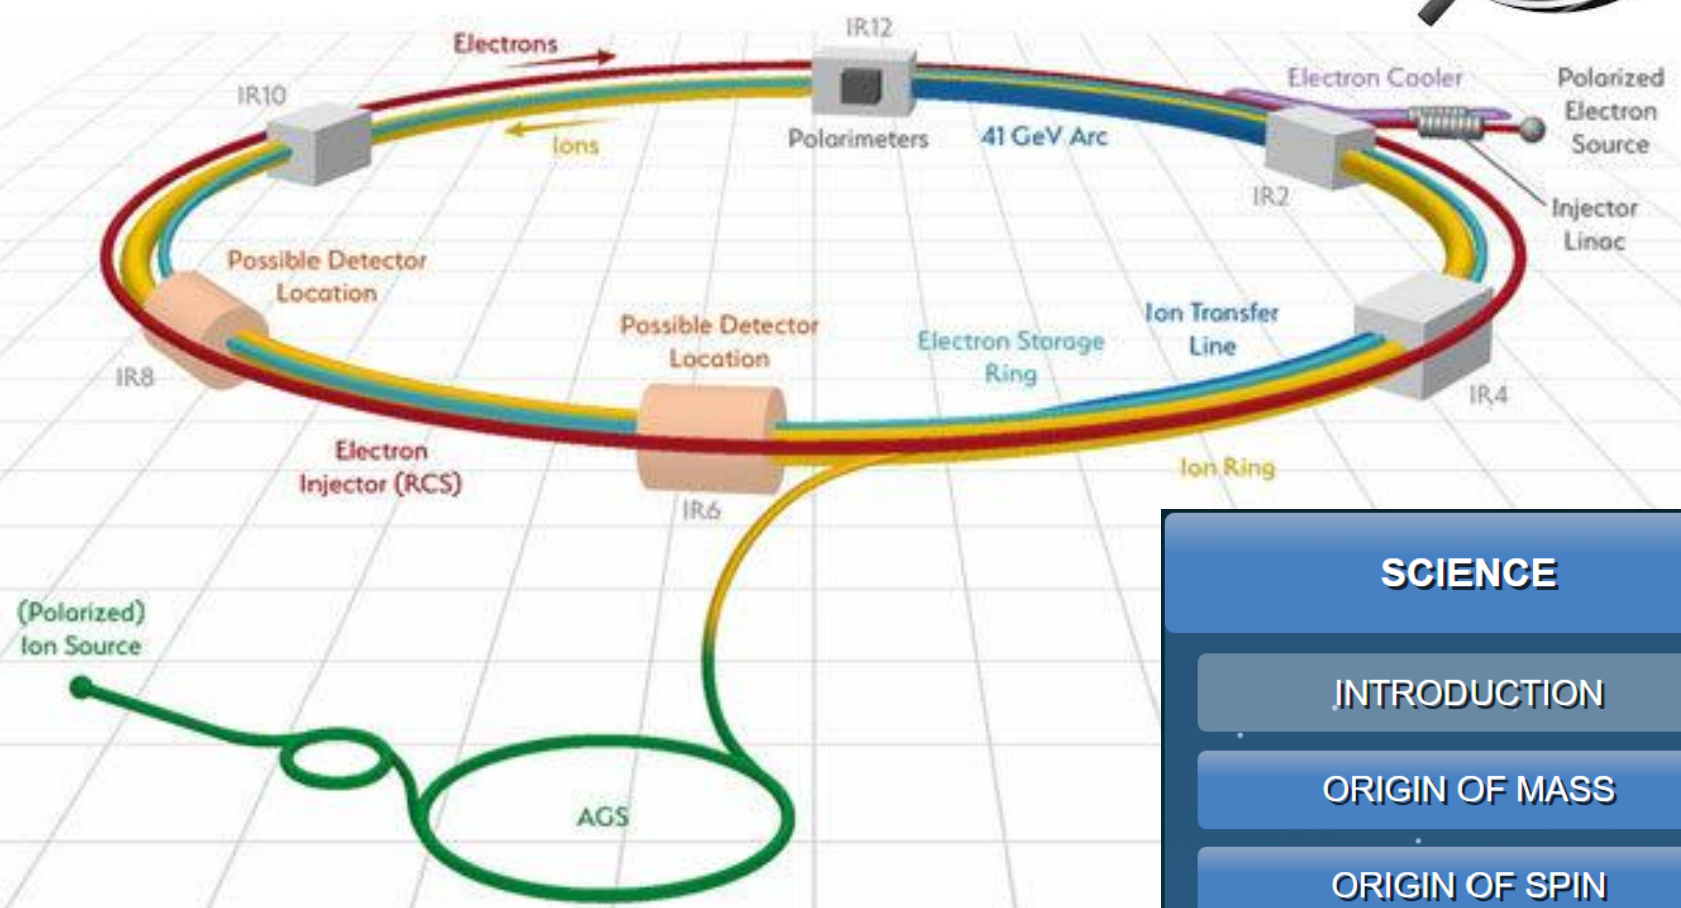 IR12
Electrons
Electron Cooler
Polarized
Electron
Source
IR10
Ions
Polarimeters
41 GeV Arc
IR2
Injector
Linac
Possible Detector
Location
Possible Detector
Location
Electron Storage
Ring
Ion Transfer
Line
IR8
IR4
Electron
Injector (RCS)
Ion Ring
IR6
(Polarized)
Ion Source
AGS
SCIENCE
INTRODUCTION
ORIGIN OF MASS
ORIGIN OF SPIN